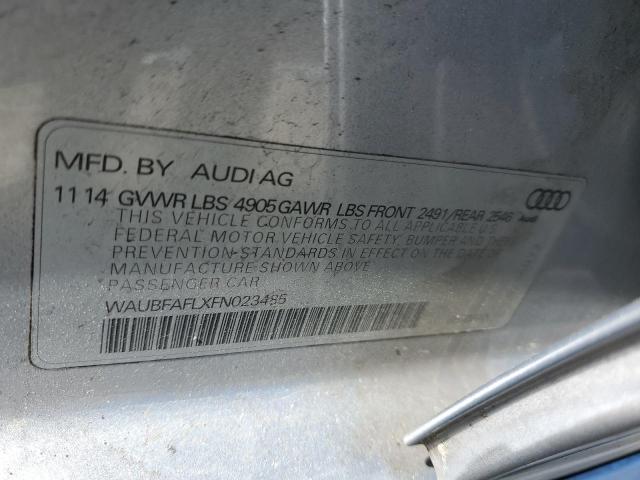 MFD. BY AUDI AG
11 14 GVWR LBS 4905 GAWR LBS FRONT 2491/REAR 2546 Audi
THIS VEHICLE CONFORMS TO ALL APPLICABLE U.S.
FEDERAL MOTOR VEHICLE SAFETY, BUMPER AND THEFT
PREVENTION STANDARDS IN EFFECT ON THE DATE OF
MANUFACTURE SHOWN ABOVE
PASSENGER CAR
WAUBFAFLXFN023485